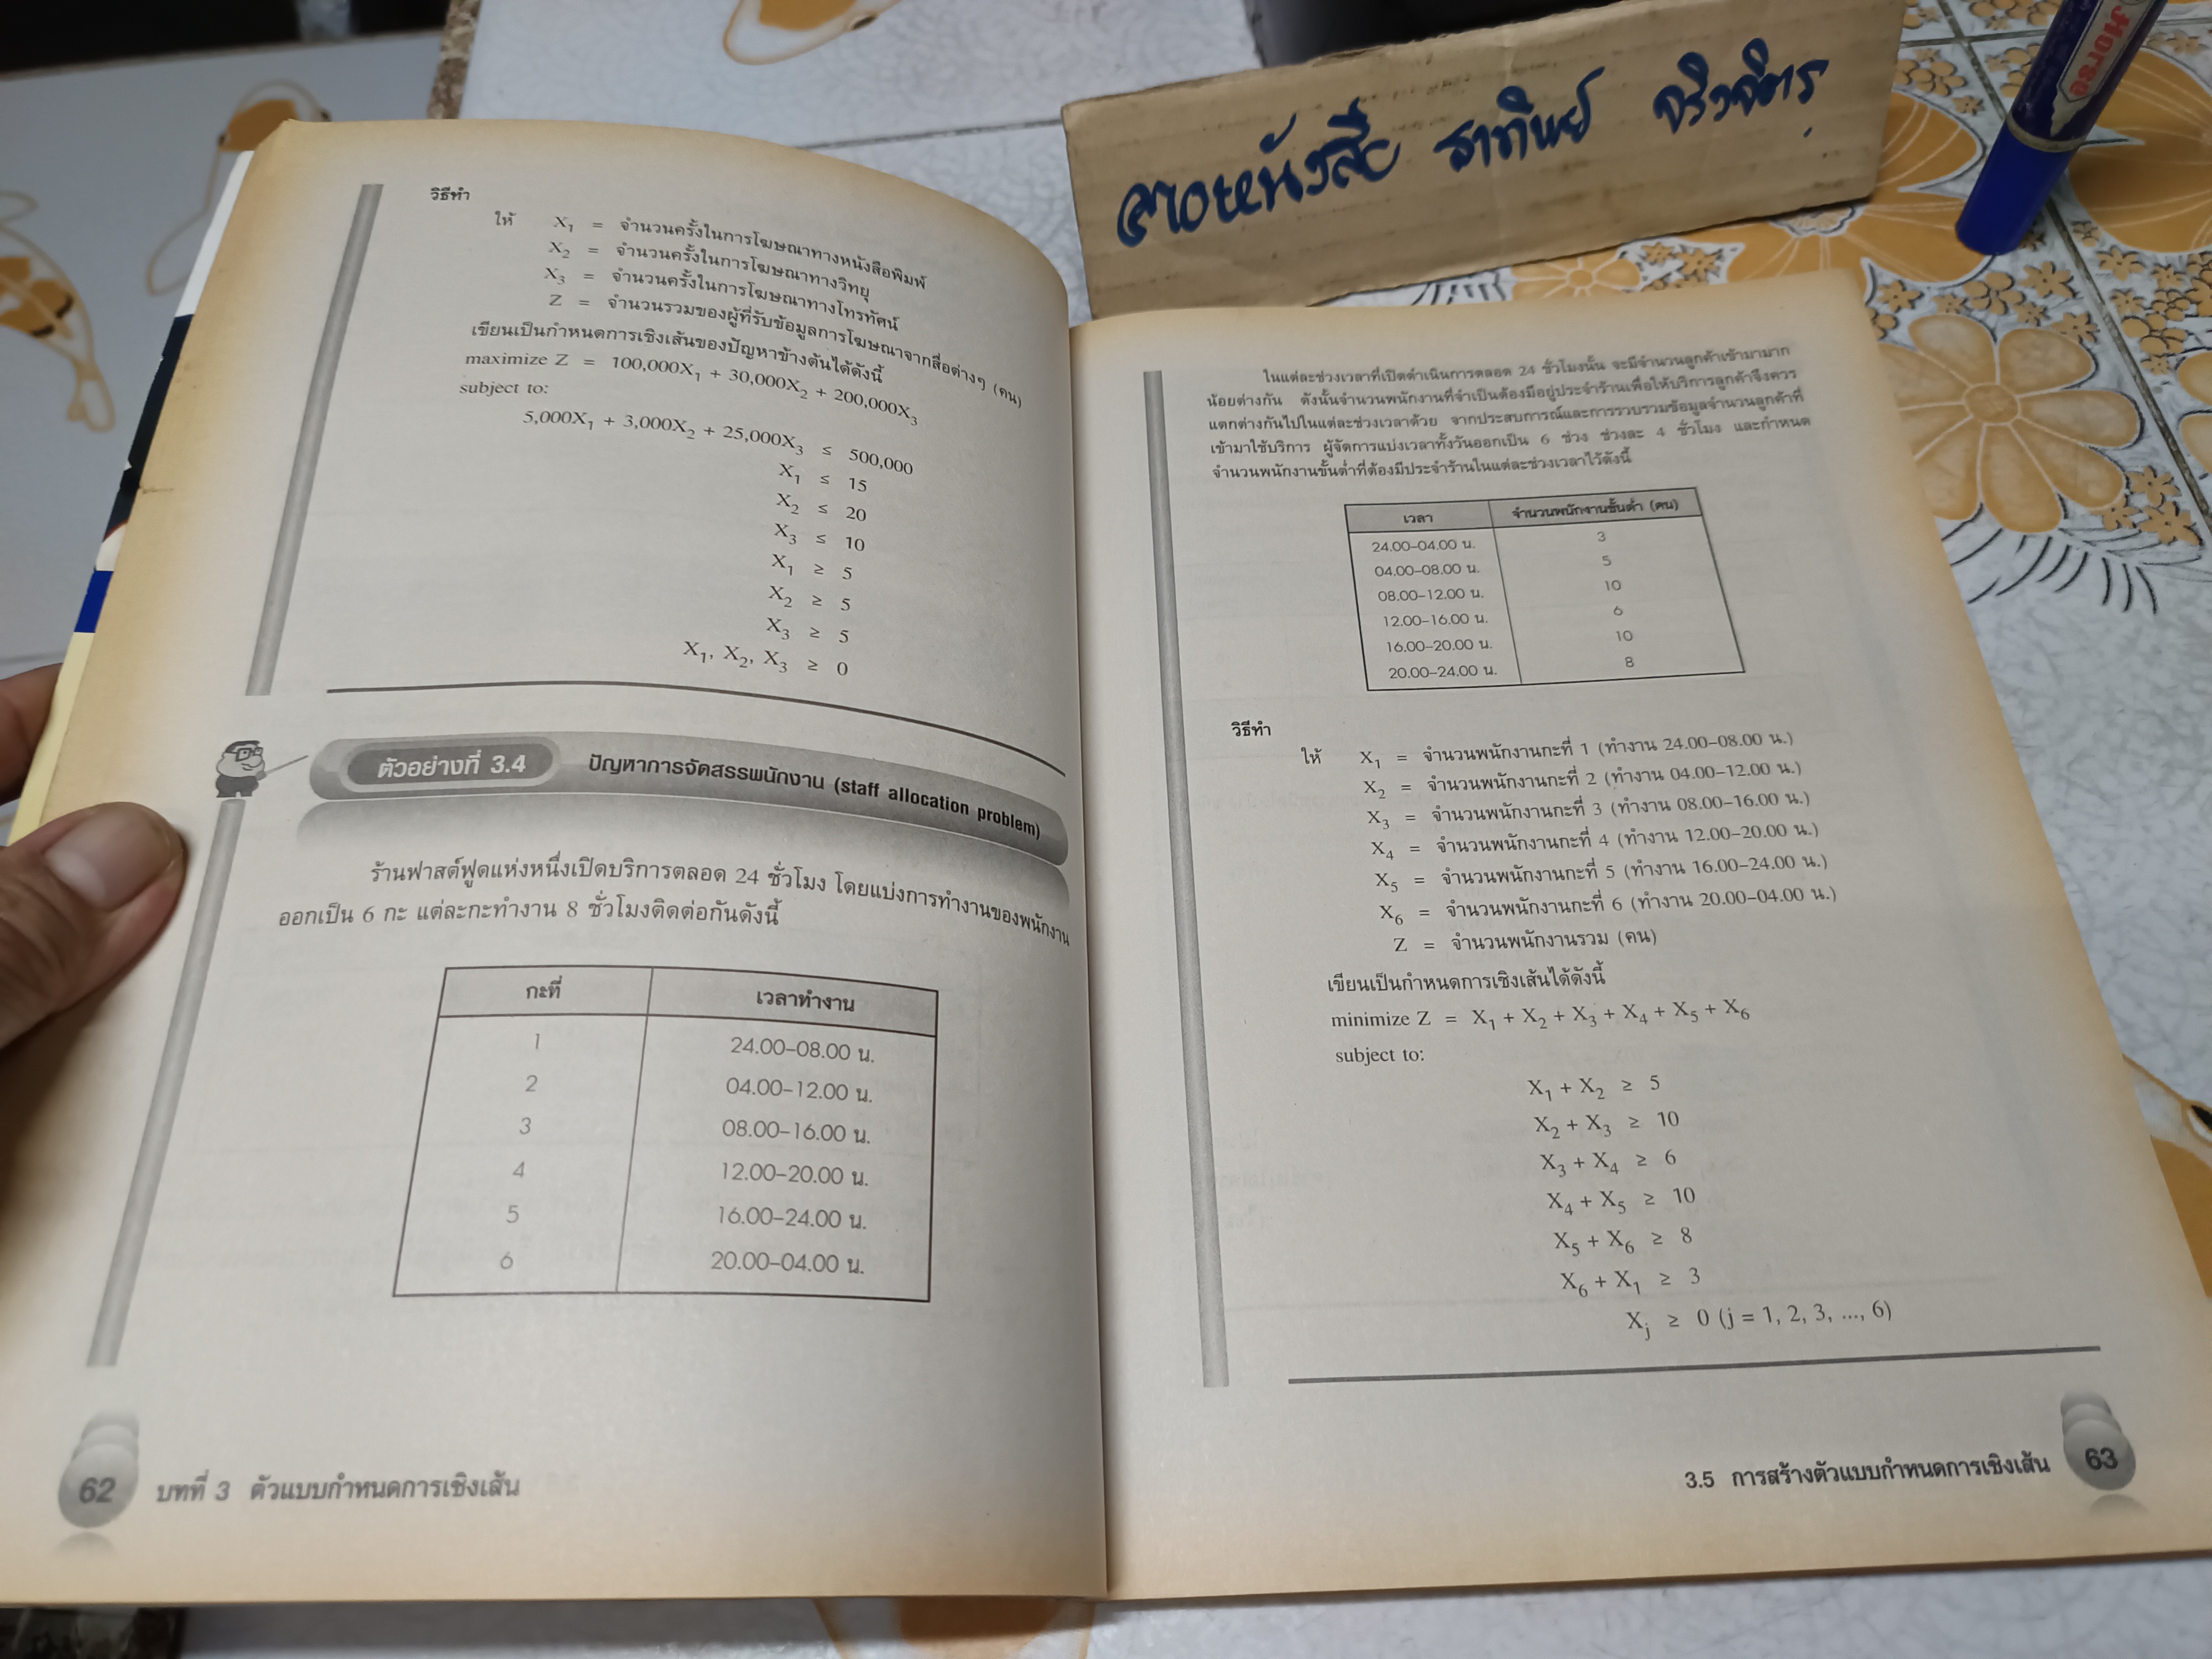 วิธีทำ
ให้ X1 = จำนวนครั้งในการโฆษณาทางหนังสือพิมพ์
X2 = จำนวนครั้งในการโฆษณาทางวิทยุ
X3 = จำนวนครั้งในการโฆษณาทางโทรทัศน์
Z = จำนวนรวมของผู้ที่รับข้อมูลการโฆษณาจากสื่อต่างๆ (คน)
เขียนเป็นกำหนดการเชิงเส้นของปัญหาข้างต้นได้ดังนี้
maximize Z = 100,000X1 + 30,000X2 + 200,000X3
subject to:
5,000X1 + 3,000X2 + 25,000X3 ≤ 500,000
X1 ≤ 15
X2 ≤ 20
X3 ≤ 10
X1 ≥ 5
X2 ≥ 5
X3 ≥ 5
X1, X2, X3 ≥ 0
ตัวอย่างที่ 3.4 ปัญหาการจัดสรรพนักงาน (staff allocation problem)
ร้านฟาสต์ฟูดแห่งหนึ่งเปิดบริการตลอด 24 ชั่วโมง โดยแบ่งการทำงานของพนักงาน
ออกเป็น 6 กะ แต่ละกะทำงาน 8 ชั่วโมงติดต่อกันดังนี้
กะที่ เวลาทำงาน
1 24.00–08.00 น.
2 04.00–12.00 น.
3 08.00–16.00 น.
4 12.00–20.00 น.
5 16.00–24.00 น.
6 20.00–04.00 น.
62 บทที่ 3 ตัวแบบกำหนดการเชิงเส้น
ในแต่ละช่วงเวลาที่เปิดดำเนินการตลอด 24 ชั่วโมงนั้น จะมีจำนวนลูกค้าเข้ามามาก
น้อยต่างกัน ดังนั้นจำนวนพนักงานที่จำเป็นต้องมีอยู่ประจำร้านเพื่อให้บริการลูกค้าจึงควร
แตกต่างกันไปในแต่ละช่วงเวลาด้วย จากประสบการณ์และการรวบรวมข้อมูลจำนวนลูกค้าที่
เข้ามาใช้บริการ ผู้จัดการแบ่งเวลาทั้งวันออกเป็น 6 ช่วง ช่วงละ 4 ชั่วโมง และกำหนด
จำนวนพนักงานขั้นต่ำที่ต้องมีประจำร้านในแต่ละช่วงเวลาไว้ดังนี้
เวลา จำนวนพนักงานขั้นต่ำ (คน)
24.00–04.00 น. 3
04.00–08.00 น. 5
08.00–12.00 น. 10
12.00–16.00 น. 6
16.00–20.00 น. 10
20.00–24.00 น. 8
วิธีทำ
ให้ X1 = จำนวนพนักงานกะที่ 1 (ทำงาน 24.00–08.00 น.)
X2 = จำนวนพนักงานกะที่ 2 (ทำงาน 04.00–12.00 น.)
X3 = จำนวนพนักงานกะที่ 3 (ทำงาน 08.00–16.00 น.)
X4 = จำนวนพนักงานกะที่ 4 (ทำงาน 12.00–20.00 น.)
X5 = จำนวนพนักงานกะที่ 5 (ทำงาน 16.00–24.00 น.)
X6 = จำนวนพนักงานกะที่ 6 (ทำงาน 20.00–04.00 น.)
Z = จำนวนพนักงานรวม (คน)
เขียนเป็นกำหนดการเชิงเส้นได้ดังนี้
minimize Z = X1 + X2 + X3 + X4 + X5 + X6
subject to:
X1 + X2 ≥ 5
X2 + X3 ≥ 10
X3 + X4 ≥ 6
X4 + X5 ≥ 10
X5 + X6 ≥ 8
X6 + X1 ≥ 3
Xj ≥ 0 (j = 1, 2, 3, ..., 6)
3.5 การสร้างตัวแบบกำหนดการเชิงเส้น 63
Horse